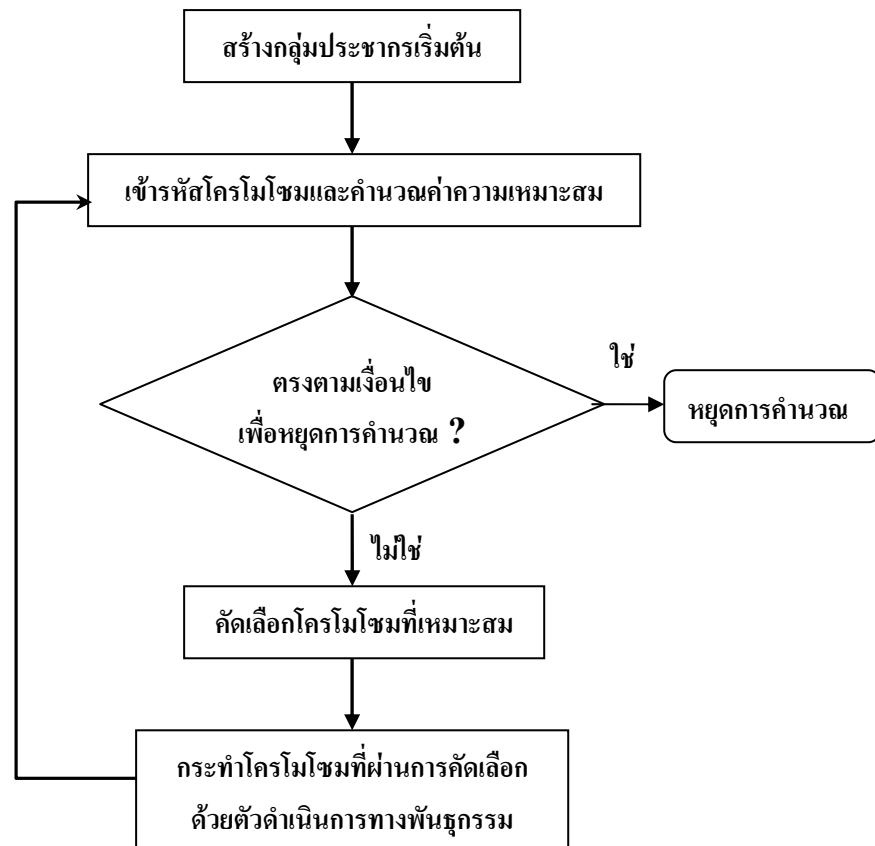 สร้างกลุ่มประชากรเริ่มต้น
เข้ารหัสโครโมโซมและคำนวณค่าความเหมาะสม
ตรงตามเงื่อนไข
เพื่อหยุดการคำนวณ ?
ใช่
หยุดการคำนวณ
ไม่ใช่
คัดเลือกโครโมโซมที่เหมาะสม
กระทำโครโมโซมที่ผ่านการคัดเลือก
ด้วยตัวดำเนินการทางพันธุกรรม